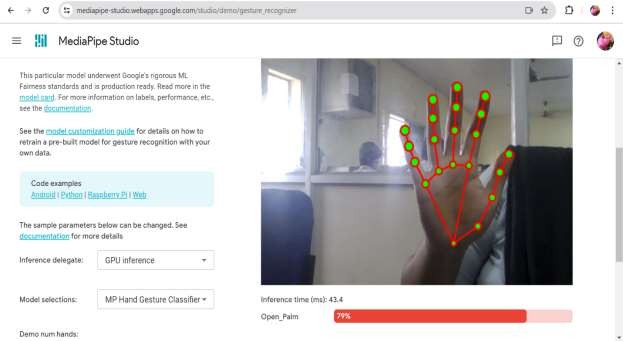 mediapipe-studio.webapps.google.com/studio/demo/gesture_recognizer
MediaPipe Studio
This particular model underwent Google's rigorous ML
Fairness standards and is production ready. Read more in the
model card. For more information on labels, performance, etc.,
see the documentation.
See the model customization guide for details on how to
retrain a pre-built model for gesture recognition with your
own data.
Code examples
Android | Python | Raspberry Pi | Web
The sample parameters below can be changed. See
documentation for more details
Inference delegate: GPU inference
Model selections: MP Hand Gesture Classifier
Demo num hands:
Inference time (ms): 43.4
Open_Palm 79%